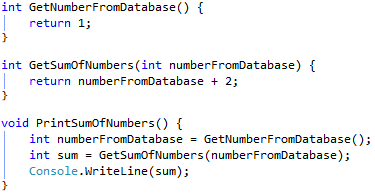 int GetNumberFromDatabase() {
    return 1;
}

int GetSumOfNumbers(int numberFromDatabase) {
    return numberFromDatabase + 2;
}

void PrintSumOfNumbers() {
    int numberFromDatabase = GetNumberFromDatabase();
    int sum = GetSumOfNumbers(numberFromDatabase);
    Console.WriteLine(sum);
}